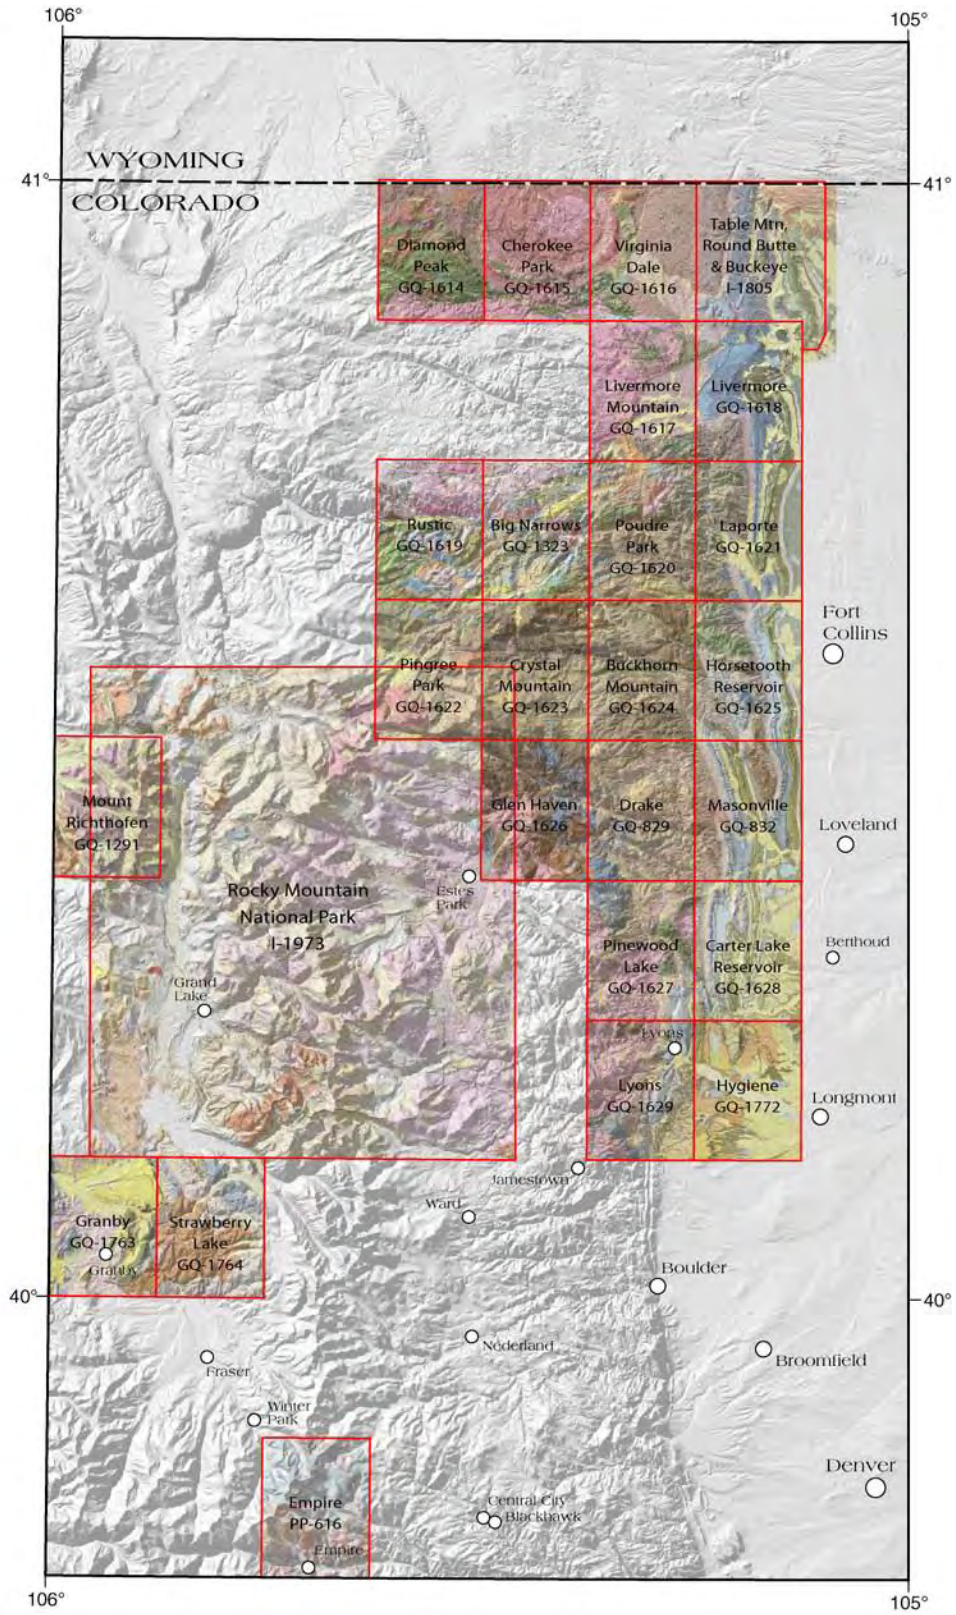 106°
105°
WYOMING
41°
41°
COLORADO
Diamond
Peak
GQ-1614
Cherokee
Park
GQ-1615
Virginia
Dale
GQ-1616
Table Mtn,
Round Butte
& Buckeye
I-1805
Livermore
Mountain
GQ-1617
Livermore
GQ-1618
Rustic
GQ-1619
Big Narrows
GQ-1323
Poudre
Park
GQ-1620
Laporte
GQ-1621
Fort
Collins
Pingree
Park
GQ-1622
Crystal
Mountain
GQ-1623
Buckhorn
Mountain
GQ-1624
Horsetooth
Reservoir
GQ-1625
Mount
Richthofen
GQ-1291
Glen Haven
GQ-1626
Drake
GQ-829
Masonville
GQ-832
Loveland
Rocky Mountain
National Park
I-1973
Estes
Park
Pinewood
Lake
GQ-1627
Carter Lake
Reservoir
GQ-1628
Berthoud
Grand
Lake
Lyons
Lyons
GQ-1629
Hygiene
GQ-1772
Longmont
Jamestown
Ward
Granby
GQ-1763
Granby
Strawberry
Lake
GQ-1764
Boulder
40°
40°
Nederland
Broomfield
Fraser
Winter
Park
Denver
Empire
PP-616
Empire
Central City
Blackhawk
106°
105°